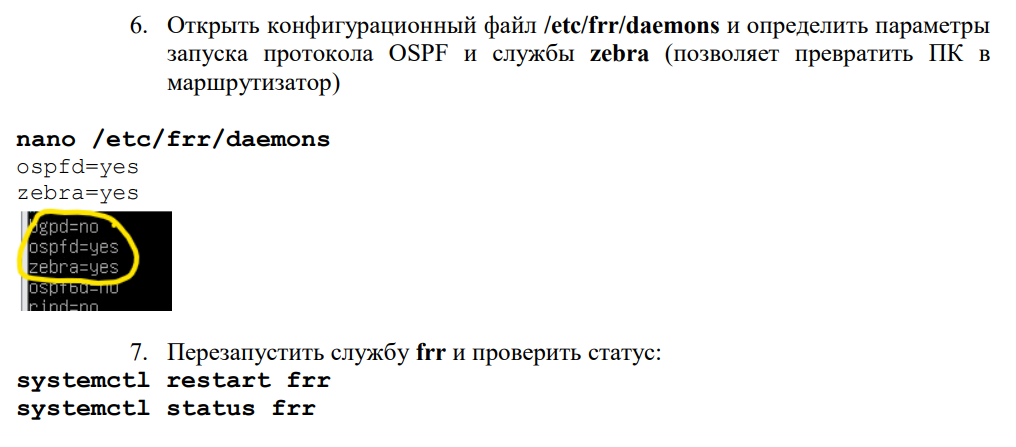 6. Открыть конфигурационный файл /etc/frr/daemons и определить параметры
запуска протокола OSPF и службы zebra (позволяет превратить ПК в
маршрутизатор)
nano /etc/frr/daemons
ospfd=yes
zebra=yes
bgpd=no
ospfd=yes
zebra=yes
ospf6d=no
ripd=no
7. Перезапустить службу frr и проверить статус:
systemctl restart frr
systemctl status frr